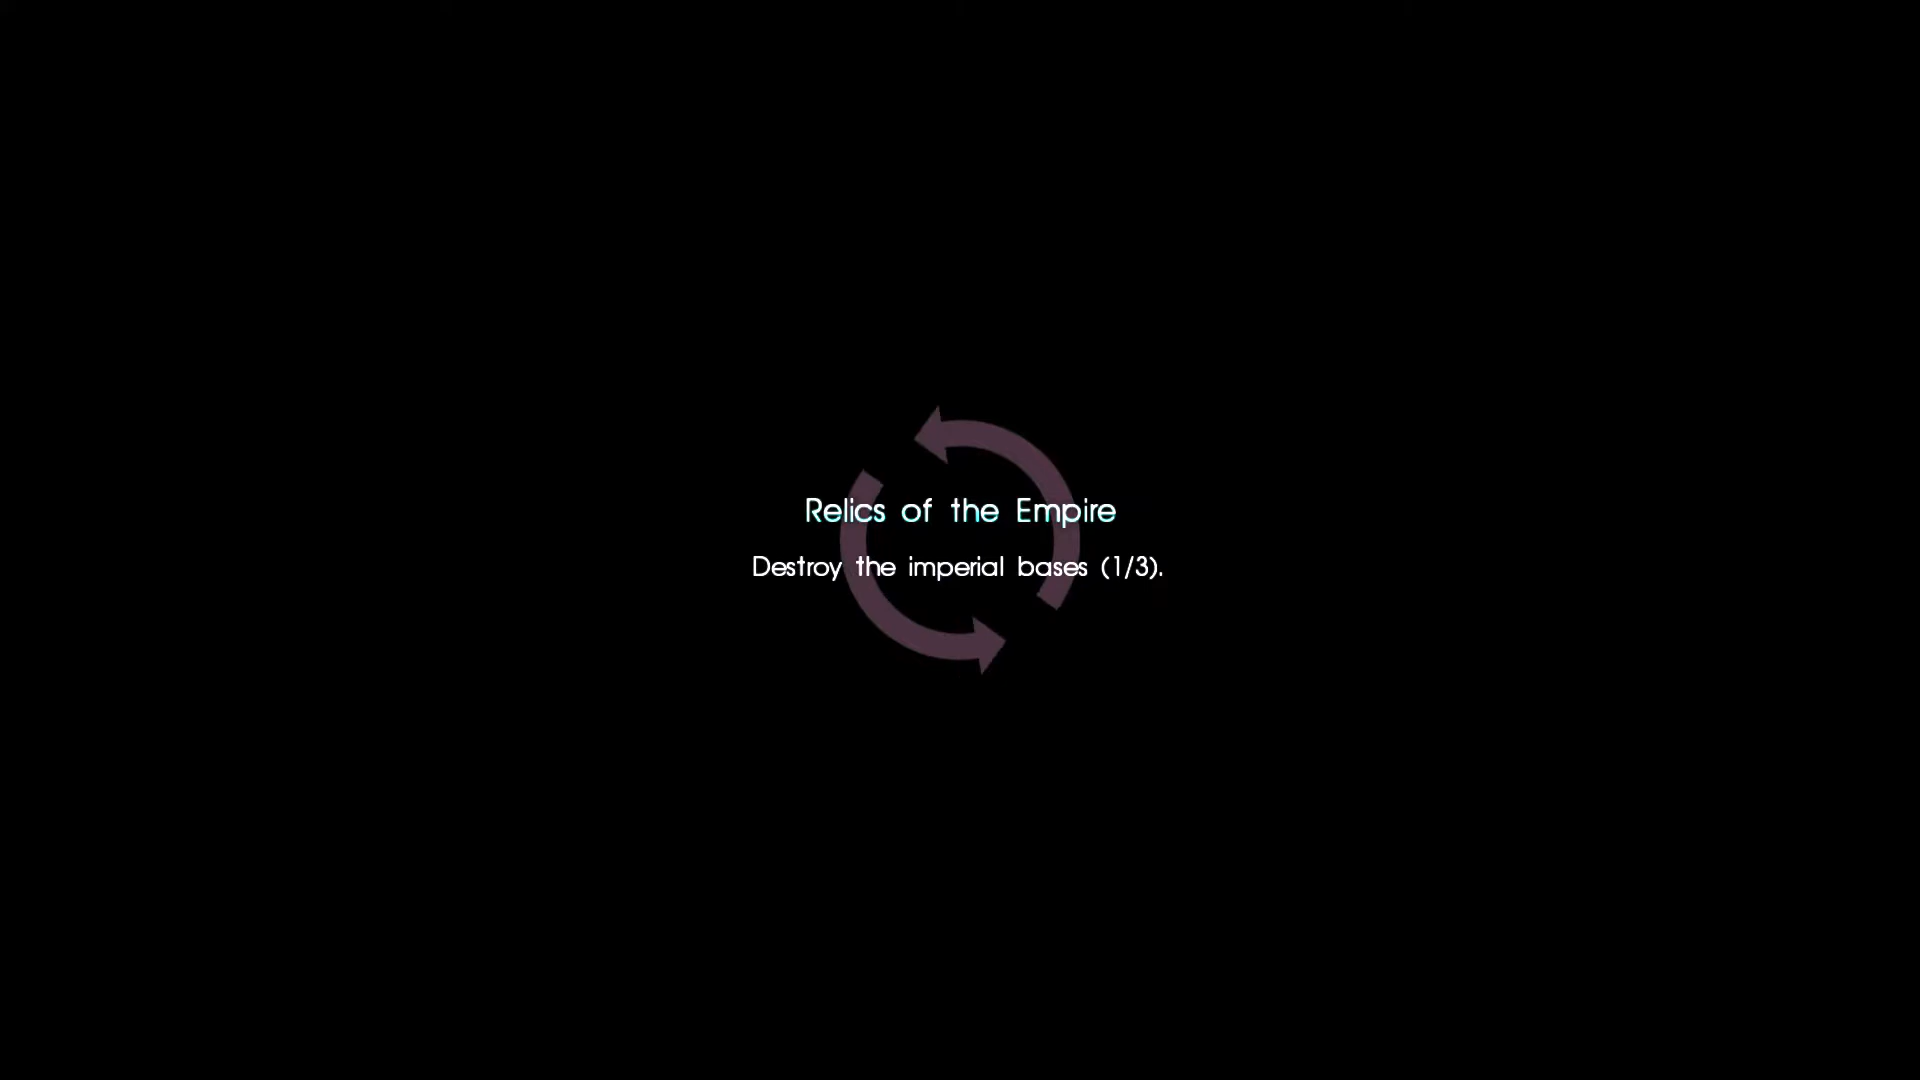 Relics of the Empire
Destroy the imperial bases (1/3).